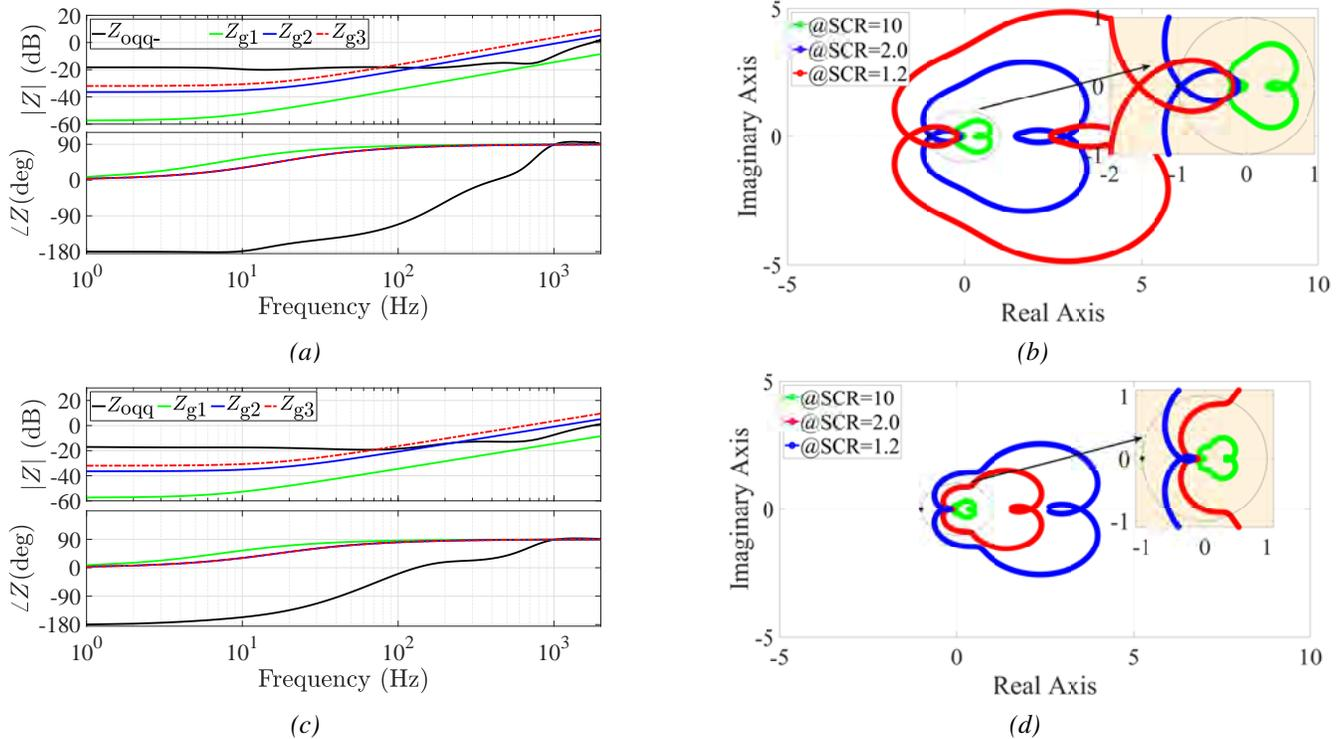 Zoqq- Zg1 Zg2 Zg3
|Z| (dB)
20
0
-20
-40
-60
∠Z(deg)
90
0
-90
-180
10^0 10^1 10^2 10^3
Frequency (Hz)
(a)
@SCR=10
@SCR=2.0
@SCR=1.2
Imaginary Axis
5
0
-5
1
0
-1
-2 -1 0 1
-5 0 5 10
Real Axis
(b)
Zoqq Zg1 Zg2 Zg3
|Z| (dB)
20
0
-20
-40
-60
∠Z(deg
90
0
-90
-180
10^0 10^1 10^2 10^3
Frequency (Hz)
(c)
@SCR=10
@SCR=2.0
@SCR=1.2
Imaginary Axis
5
0
-5
1
0
-1
-1 0 1
-5 0 5 10
Real Axis
(d)